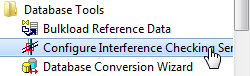 Database Tools
Bulkload Reference Data
Configure Interference Checking Ser
Database Conversion Wizard